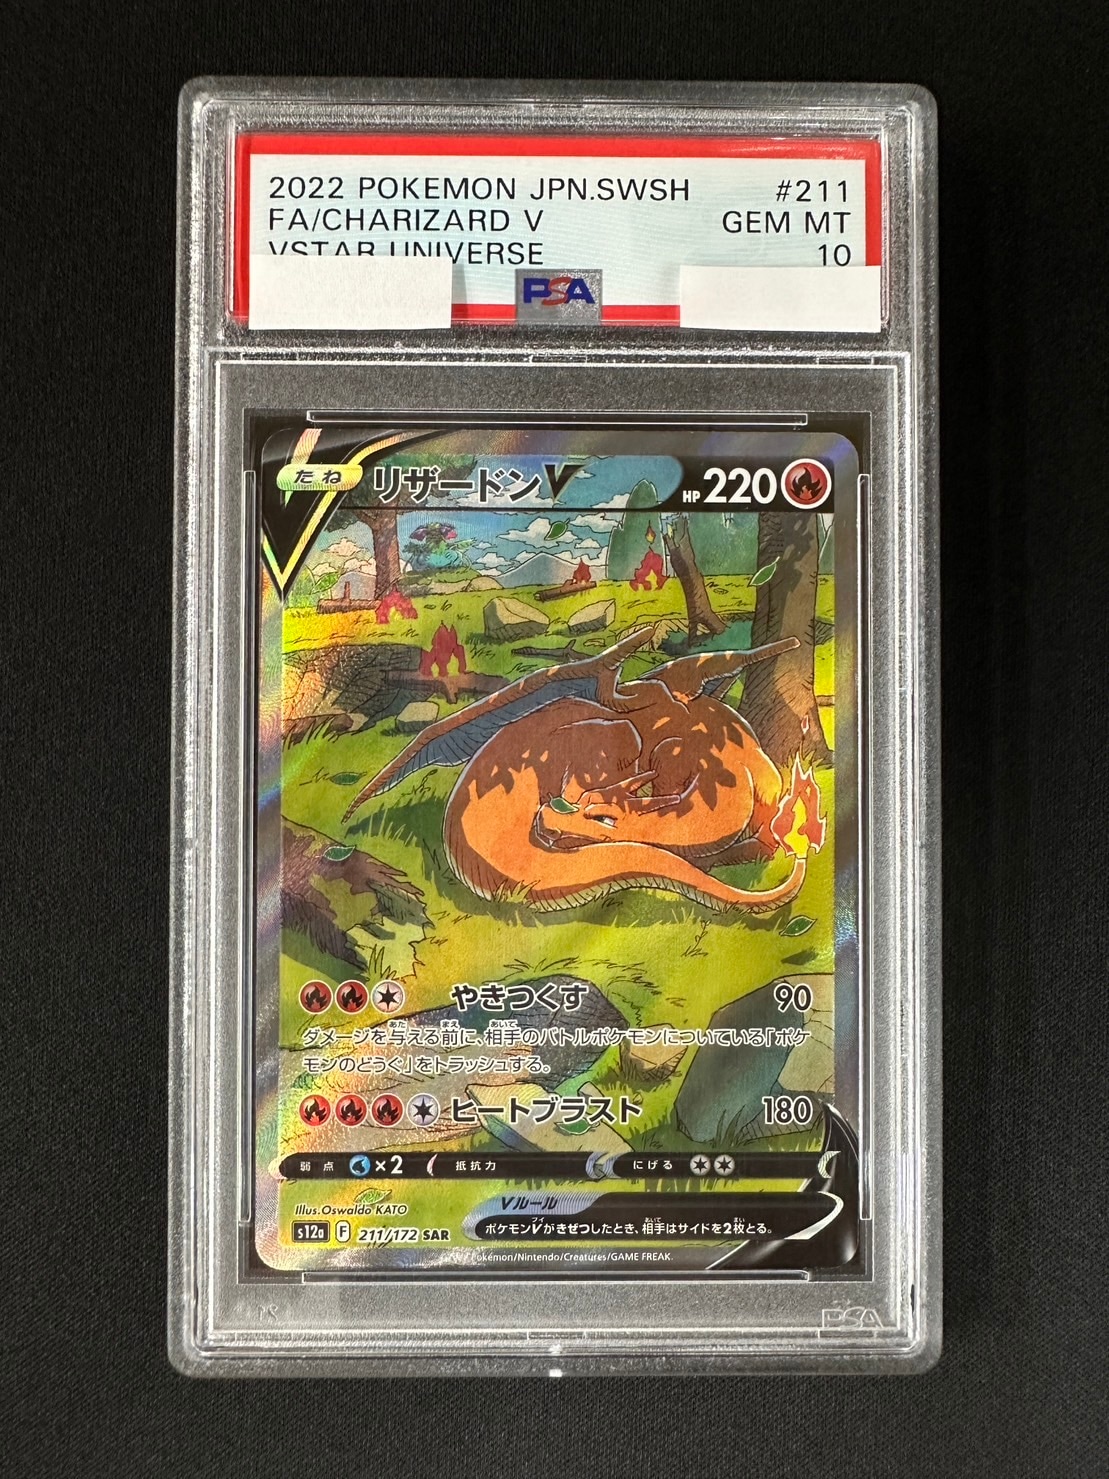 2022 POKEMON JPN.SWSH #211
FA/CHARIZARD V GEM MT
VSTAR UNIVERSE 10
PSA
たね リザードンV HP 220
やきつくす 90
ダメージを与える前に、相手のバトルポケモンについている「ポケ
モンのどうぐ」をトラッシュする。
ヒートブラスト 180
弱点 ×2 抵抗力 にげる
Vルール
ポケモンVがきぜつしたとき、相手はサイドを2枚とる。
Illus.Oswaldo KATO
s12a F 211/172 SAR
Pokémon/Nintendo/Creatures/GAME FREAK.
PSA